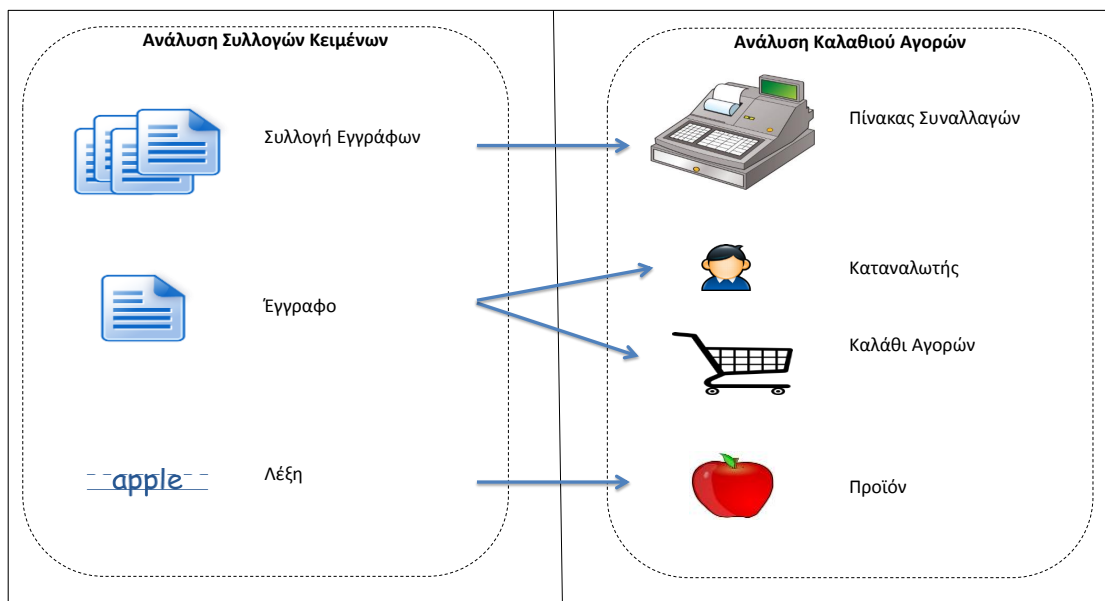 Ανάλυση Συλλογών Κειμένων
Συλλογή Εγγράφων
Έγγραφο
apple
Λέξη
Ανάλυση Καλαθιού Αγορών
Πίνακας Συναλλαγών
Καταναλωτής
Καλάθι Αγορών
Προϊόν